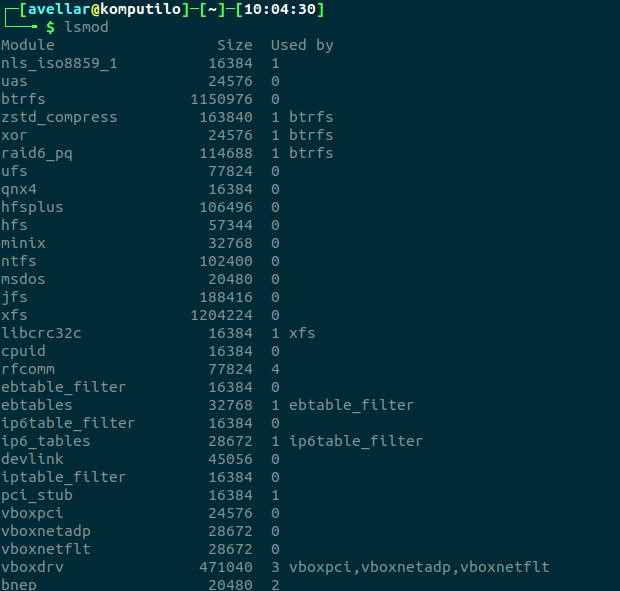 ┌─[avellar@komputilo]─[~]─[10:04:30]
└──╼ $ lsmod
Module                  Size  Used by
nls_iso8859_1          16384  1
uas                    24576  0
btrfs                1150976  0
zstd_compress         163840  1 btrfs
xor                    24576  1 btrfs
raid6_pq              114688  1 btrfs
ufs                    77824  0
qnx4                   16384  0
hfsplus               106496  0
hfs                    57344  0
minix                  32768  0
ntfs                  102400  0
msdos                  20480  0
jfs                   188416  0
xfs                  1204224  0
libcrc32c              16384  1 xfs
cpuid                  16384  0
rfcomm                 77824  4
ebtable_filter         16384  0
ebtables               32768  1 ebtable_filter
ip6table_filter        16384  0
ip6_tables             28672  1 ip6table_filter
devlink                45056  0
iptable_filter         16384  0
pci_stub               16384  1
vboxpci                24576  0
vboxnetadp             28672  0
vboxnetflt             28672  0
vboxdrv               471040  3 vboxpci,vboxnetadp,vboxnetflt
bnep                   20480  2